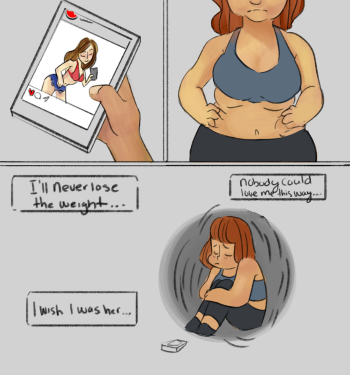 I'll never lose
the weight...
nobody could
love me this way...
I wish I was her...